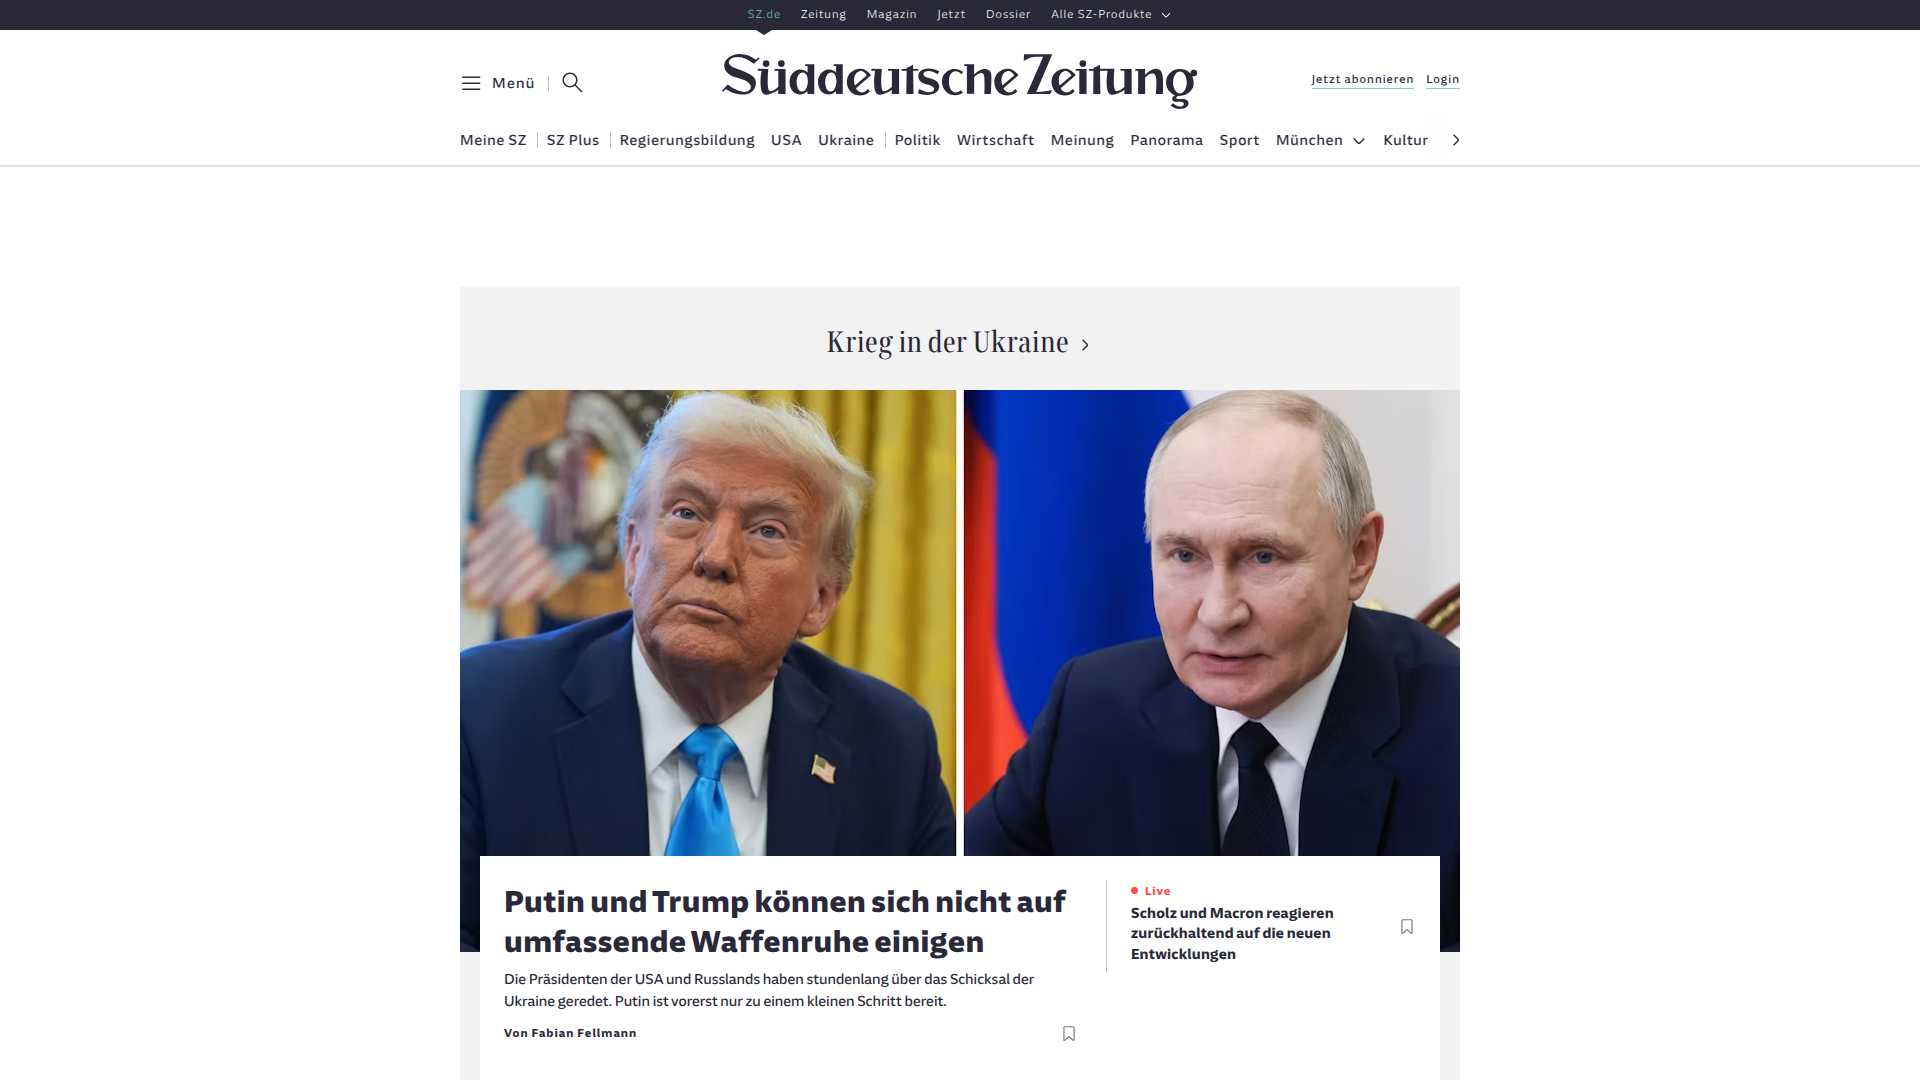 SZ.de Zeitung Magazin Jetzt Dossier Alle SZ-Produkte
Menü
Süddeutsche Zeitung
Jetzt abonnieren Login
Meine SZ SZ Plus Regierungsbildung USA Ukraine Politik Wirtschaft Meinung Panorama Sport München Kultur
Krieg in der Ukraine
Putin und Trump können sich nicht auf
umfassende Waffenruhe einigen
Die Präsidenten der USA und Russlands haben stundenlang über das Schicksal der
Ukraine geredet. Putin ist vorerst nur zu einem kleinen Schritt bereit.
Von Fabian Fellmann
Live
Scholz und Macron reagieren
zurückhaltend auf die neuen
Entwicklungen